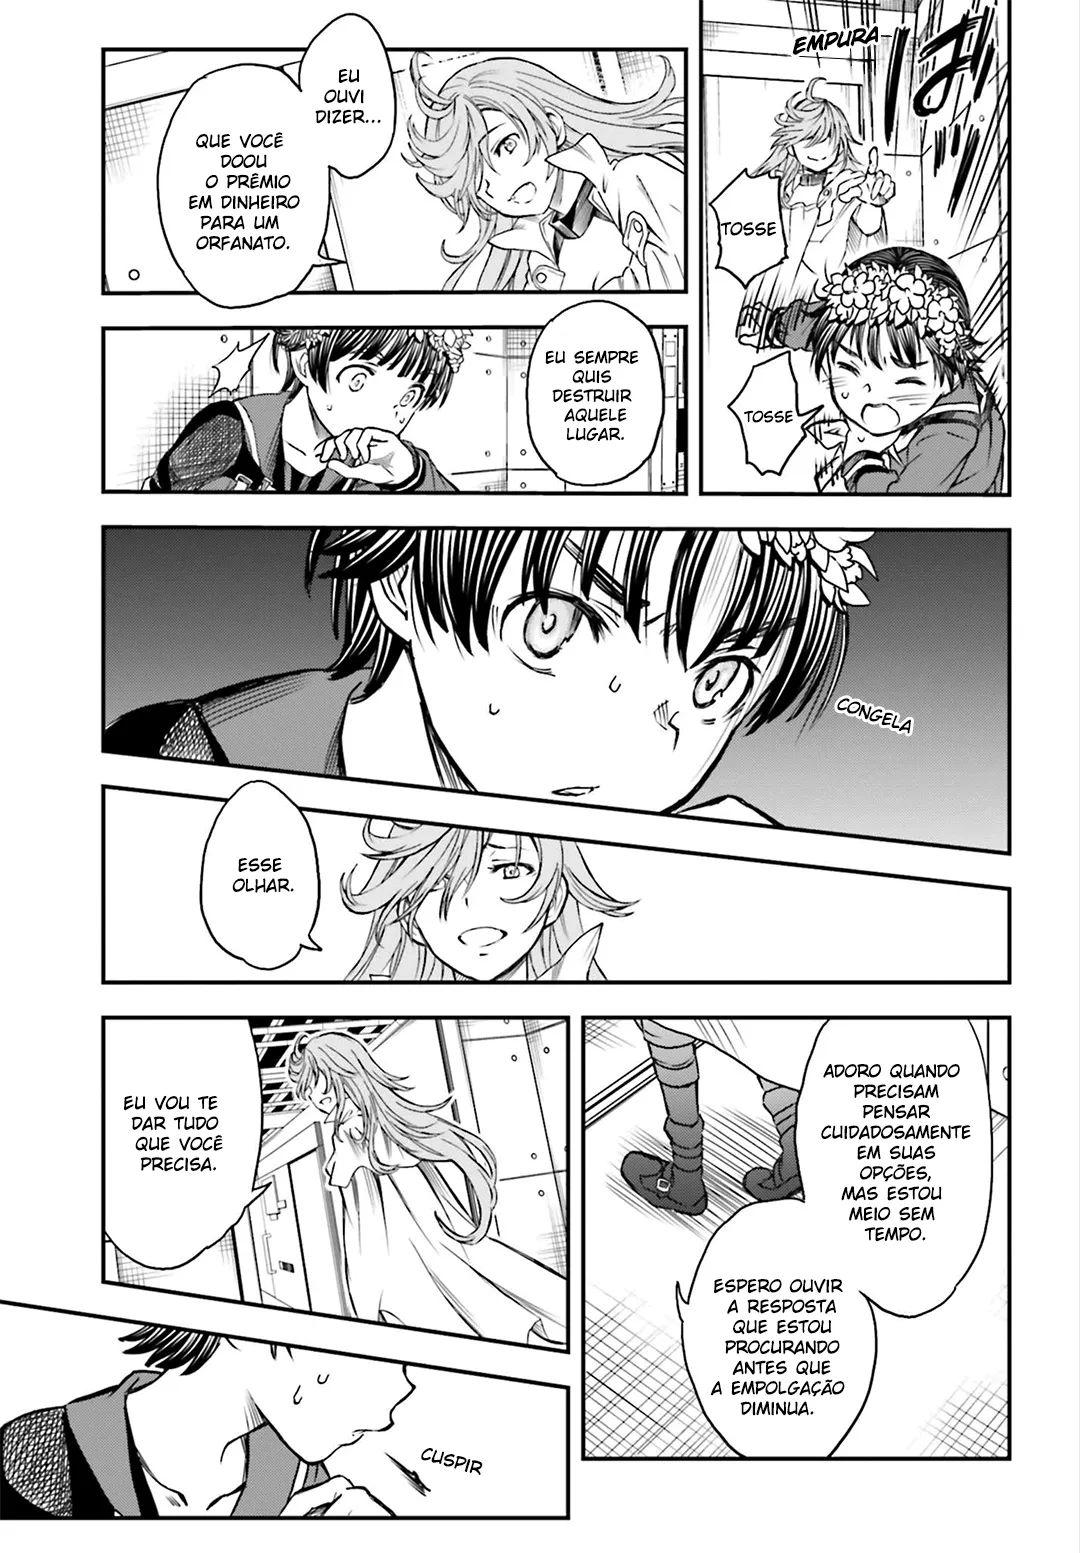 EMPURA
ば
TOSSE
TOSSE
EU
OUVI
DIZER...
QUE VOCÊ
DOOU
O PRÊMIO
EM DINHEIRO
PARA UM
ORFANATO.
EU SEMPRE
QUIS
DESTRUIR
AQUELE
LUGAR.
CONGELA
ESSE
OLHAR.
ADORO QUANDO
PRECISAM
PENSAR
CUIDADOSAMENTE
EM SUAS
OPÇÕES,
MAS ESTOU
MEIO SEM
TEMPO.
ESPERO OUVIR
A RESPOSTA
QUE ESTOU
PROCURANDO
ANTES QUE
A EMPOLGAÇÃO
DIMINUA.
EU VOU TE
DAR TUDO
QUE VOCÊ
PRECISA.
CUSPIR